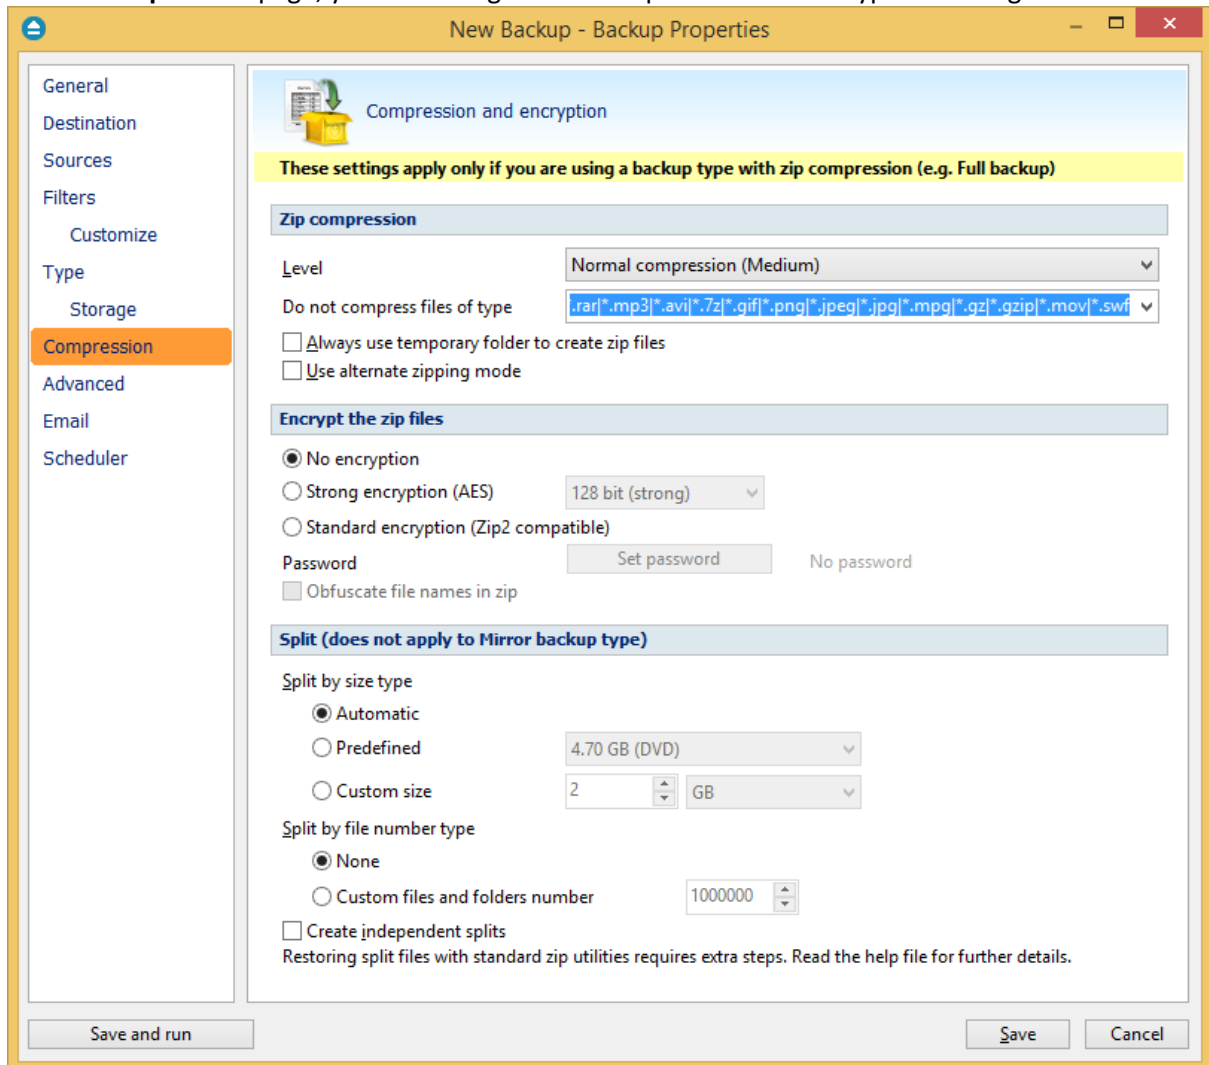 New Backup - Backup Properties
General
Destination
Sources
Filters
Customize
Type
Storage
Compression
Advanced
Email
Scheduler
Compression and encryption
These settings apply only if you are using a backup type with zip compression (e.g. Full backup)
Zip compression
Level
Normal compression (Medium)
Do not compress files of type
.rar|*.mp3|*.avi|*.7z|*.gif|*.png|*.jpeg|*.jpg|*.mpg|*.gz|*.gzip|*.mov|*.swf
Always use temporary folder to create zip files
Use alternate zipping mode
Encrypt the zip files
No encryption
Strong encryption (AES)
128 bit (strong)
Standard encryption (Zip2 compatible)
Password
Set password
No password
Obfuscate file names in zip
Split (does not apply to Mirror backup type)
Split by size type
Automatic
Predefined
4.70 GB (DVD)
Custom size
2
GB
Split by file number type
None
Custom files and folders number
1000000
Create independent splits
Restoring split files with standard zip utilities requires extra steps. Read the help file for further details.
Save and run
Save
Cancel